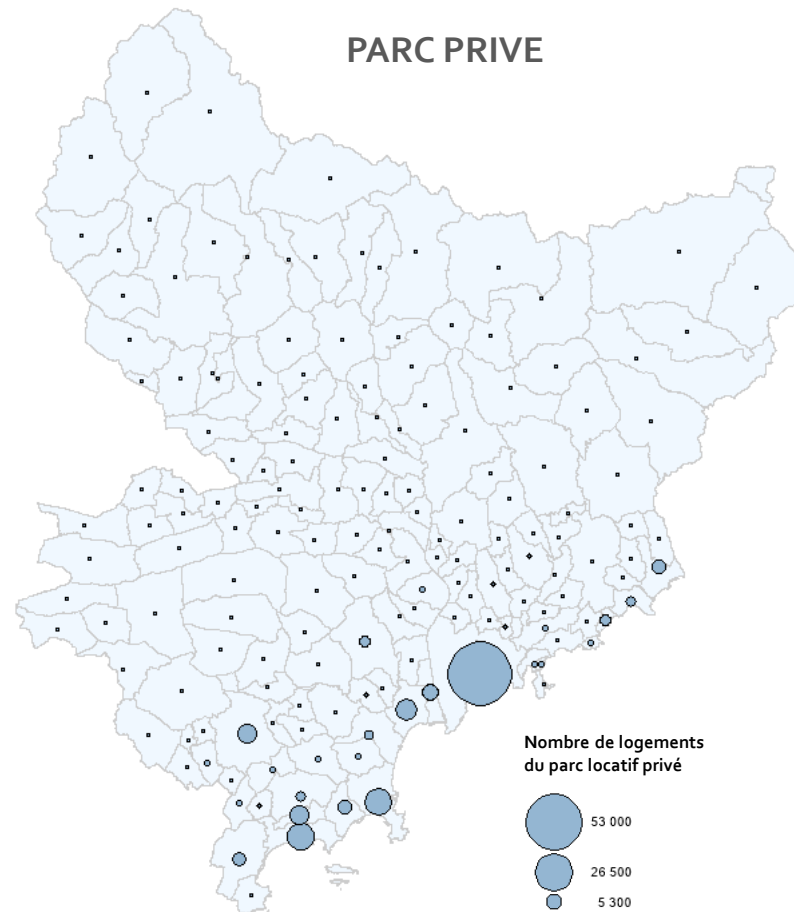 PARC PRIVE
Nombre de logements
du parc locatif privé
53 000
26 500
5 300